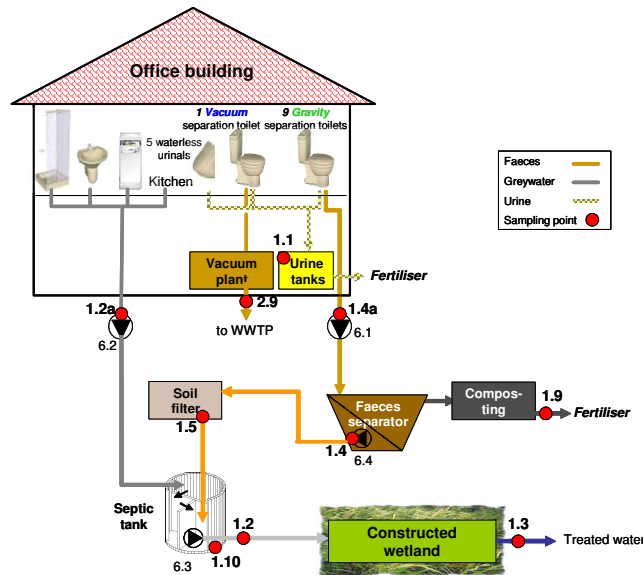 Office building
1 Vacuum
separation toilet
9 Gravity
separation toilets
5 waterless
urinals
Kitchen
Faeces
Greywater
Urine
Sampling point
Vacuum
plant
1.1
Urine
tanks
Fertiliser
1.2a
6.2
2.9
to WWTP
1.4a
6.1
Soil
filter
1.5
Faeces
separator
1.4
6.4
Compos-
ting
1.9
Fertiliser
Septic
tank
6.3
1.10
1.2
Constructed
wetland
1.3
Treated water